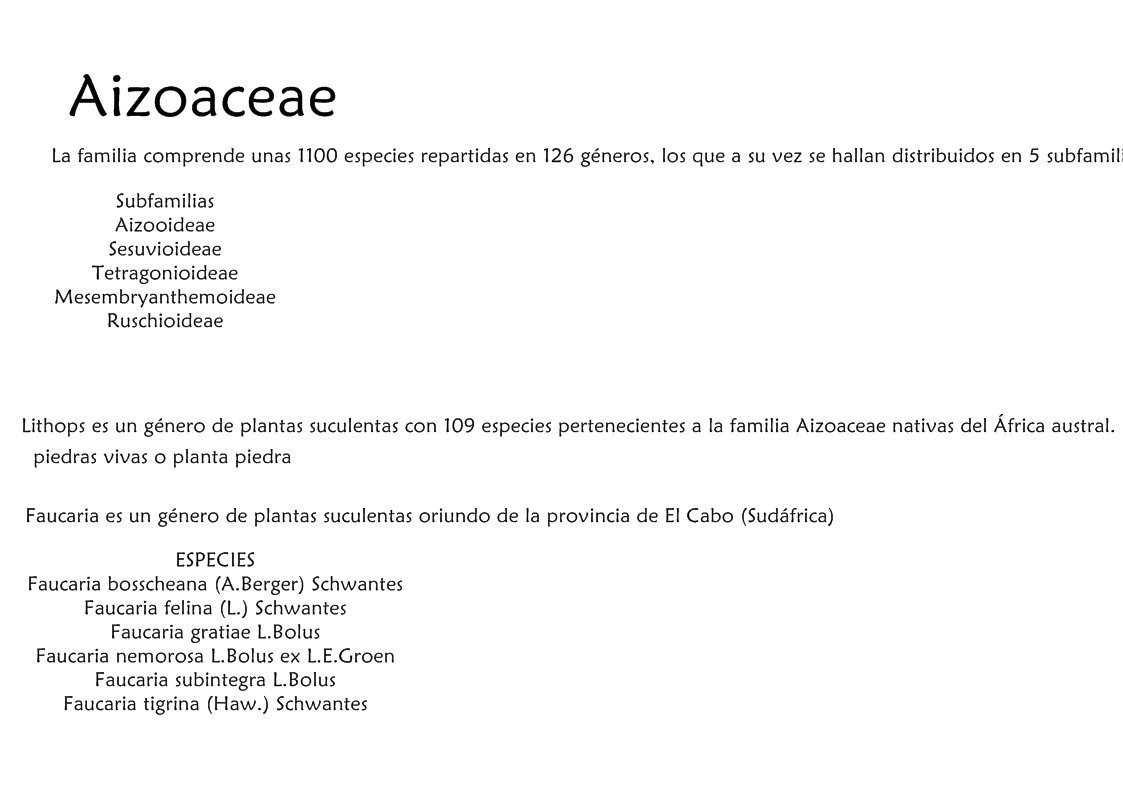 Aizoaceae
La familia comprende unas 1100 especies repartidas en 126 géneros, los que a su vez se hallan distribuidos en 5 subfamili
Subfamilias
Aizooideae
Sesuvioideae
Tetragonioideae
Mesembryanthemoideae
Ruschioideae
Lithops es un género de plantas suculentas con 109 especies pertenecientes a la familia Aizoaceae nativas del África austral.
piedras vivas o planta piedra
Faucaria es un género de plantas suculentas oriundo de la provincia de El Cabo (Sudáfrica)
ESPECIES
Faucaria bosscheana (A.Berger) Schwantes
Faucaria felina (L.) Schwantes
Faucaria gratiae L.Bolus
Faucaria nemorosa L.Bolus ex L.E.Groen
Faucaria subintegra L.Bolus
Faucaria tigrina (Haw.) Schwantes